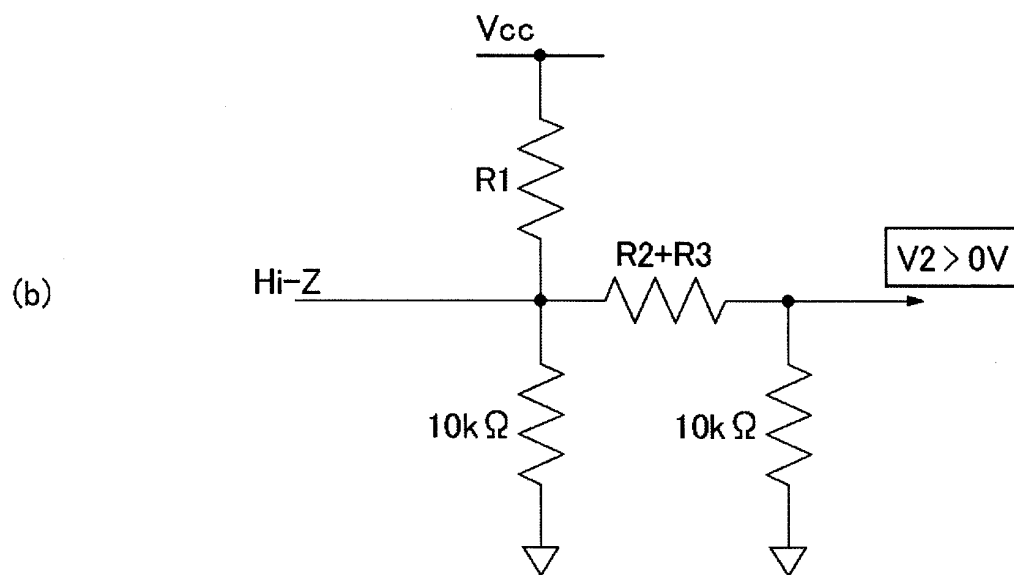 Vcc
R1
R2+R3
V2 > 0V
(b)
Hi-Z
10kΩ
10kΩ